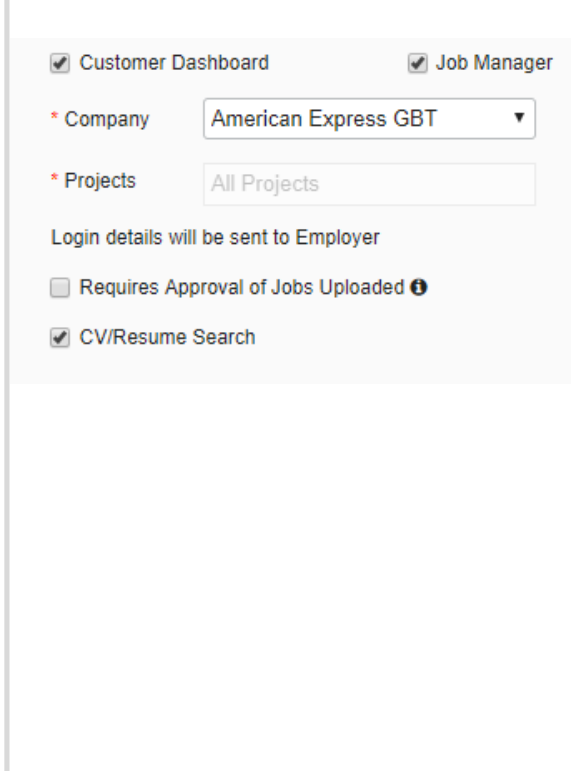 Customer Dashboard Job Manager
* Company American Express GBT
* Projects All Projects
Login details will be sent to Employer
Requires Approval of Jobs Uploaded
CV/Resume Search